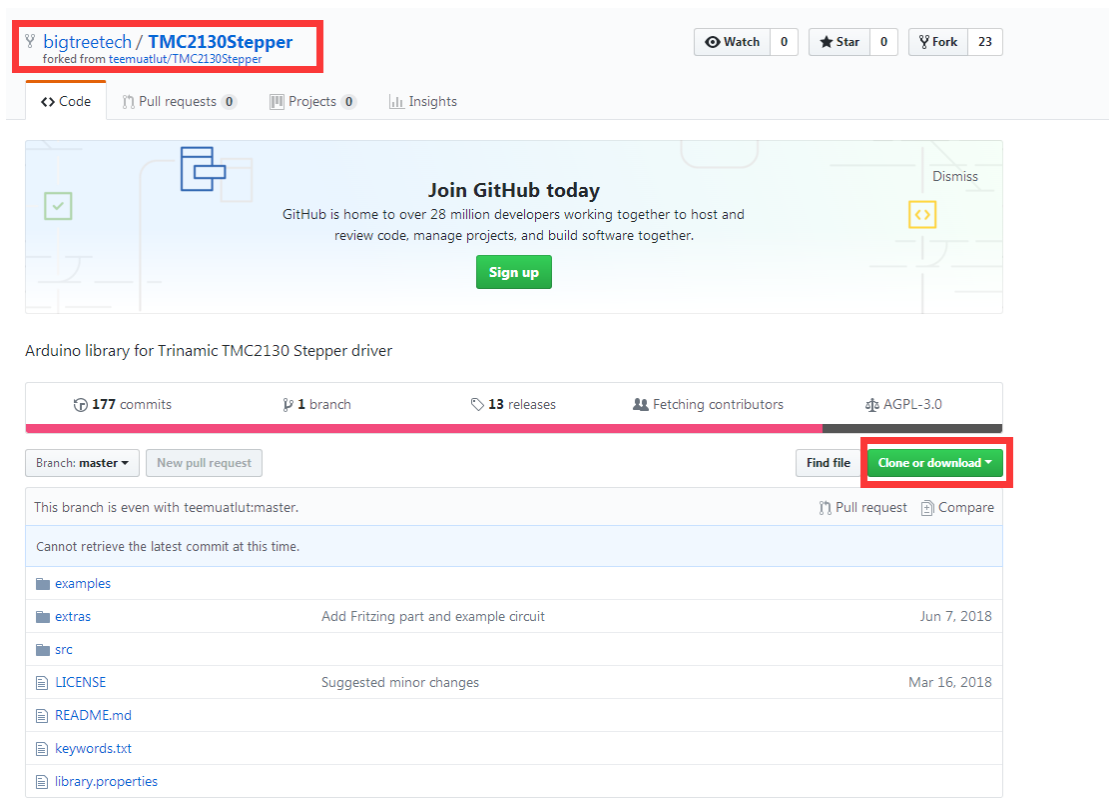 bigtreetech / TMC2130Stepper
forked from teemuatlut/TMC2130Stepper
Watch 0 Star 0 Fork 23
Code Pull requests 0 Projects 0 Insights
Join GitHub today
Dismiss
GitHub is home to over 28 million developers working together to host and
review code, manage projects, and build software together.
Sign up
Arduino library for Trinamic TMC2130 Stepper driver
177 commits 1 branch 13 releases Fetching contributors AGPL-3.0
Branch: master New pull request Find file Clone or download
This branch is even with teemuatlut:master. Pull request Compare
Cannot retrieve the latest commit at this time.
examples
extras Add Fritzing part and example circuit Jun 7, 2018
src
LICENSE Suggested minor changes Mar 16, 2018
README.md
keywords.txt
library.properties